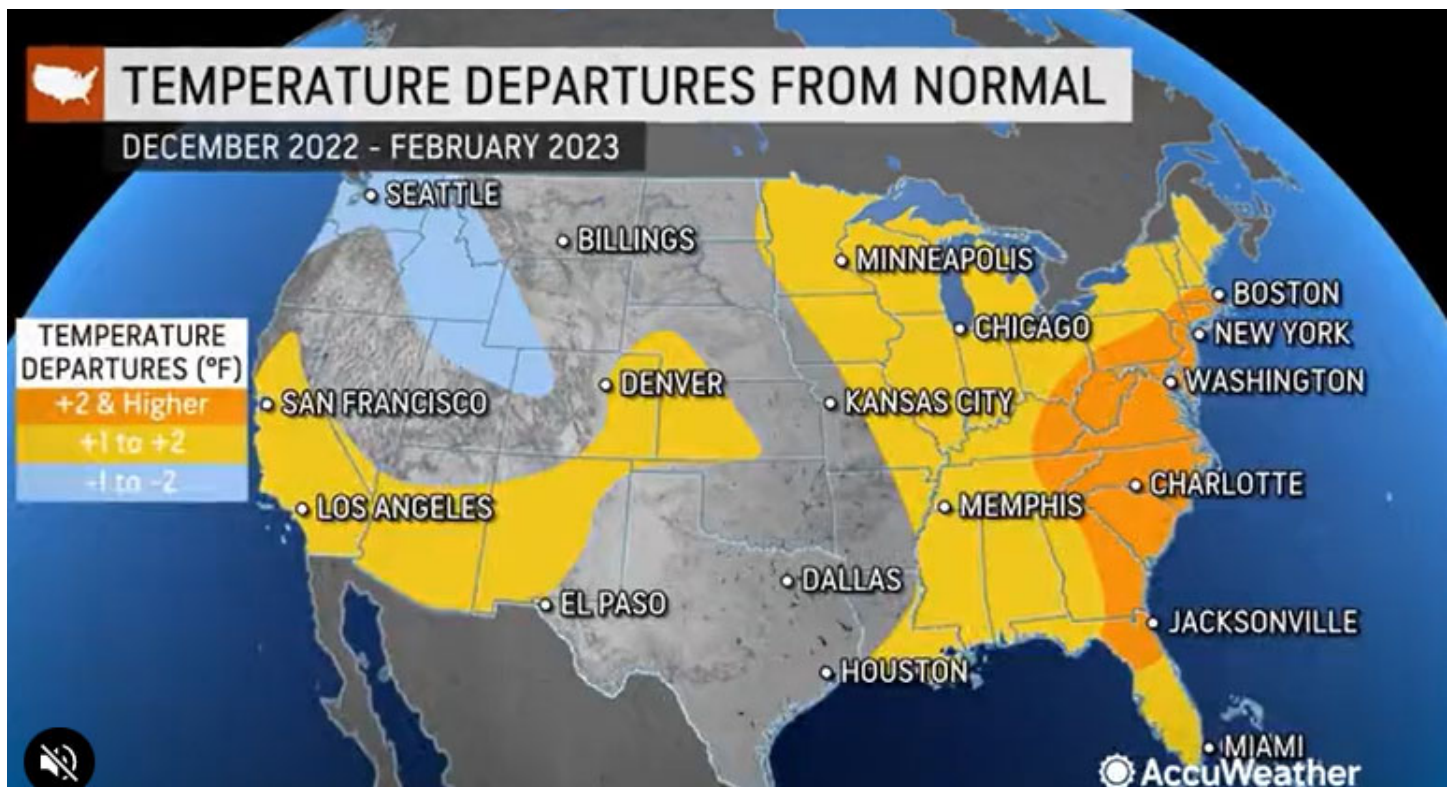 TEMPERATURE DEPARTURES FROM NORMAL
DECEMBER 2022 - FEBRUARY 2023
SEATTLE
BILLINGS
MINNEAPOLIS
BOSTON
NEW YORK
CHICAGO
TEMPERATURE
DEPARTURES (°F)
+2 & Higher
+1 to +2
-1 to -2
DENVER
WASHINGTON
SAN FRANCISCO
KANSAS CITY
CHARLOTTE
LOS ANGELES
MEMPHIS
DALLAS
EL PASO
JACKSONVILLE
HOUSTON
MIAMI
AccuWeather